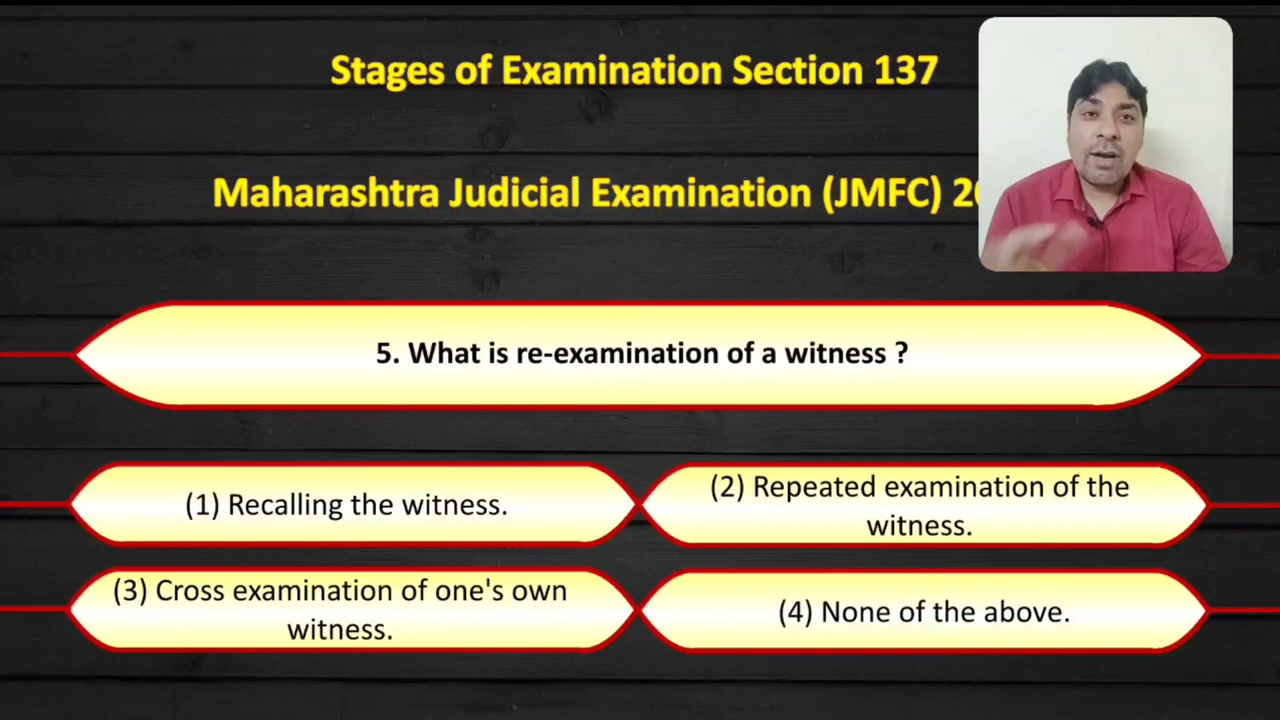 Stages of Examination Section 137
Maharashtra Judicial Examination (JMFC)
5. What is re-examination of a witness ?
(1) Recalling the witness.
(2) Repeated examination of the
witness.
(3) Cross examination of one's own
witness.
(4) None of the above.